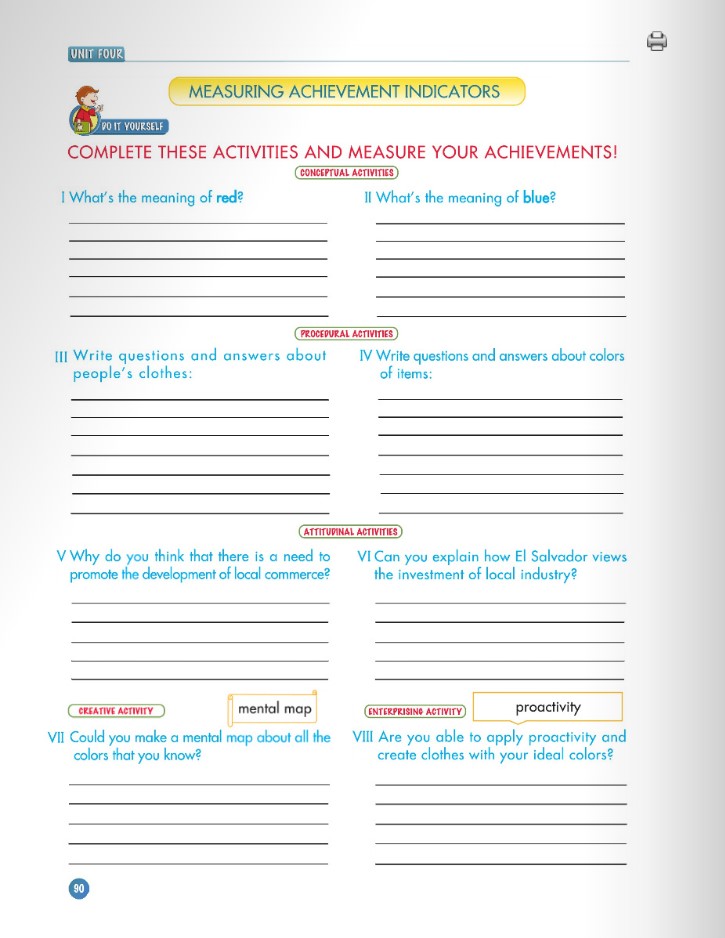 UNIT FOUR
MEASURING ACHIEVEMENT INDICATORS
DO IT YOURSELF
COMPLETE THESE ACTIVITIES AND MEASURE YOUR ACHIEVEMENTS!
CONCEPTUAL ACTIVITIES
I What's the meaning of red?
II What's the meaning of blue?
PROCEDURAL ACTIVITIES
III Write questions and answers about
people's clothes:
IV Write questions and answers about colors
of items:
ATTITUDINAL ACTIVITIES
V Why do you think that there is a need to
promote the development of local commerce?
VI Can you explain how El Salvador views
the investment of local industry?
CREATIVE ACTIVITY
mental map
VII Could you make a mental map about all the
colors that you know?
ENTERPRISING ACTIVITY
proactivity
VIII Are you able to apply proactivity and
create clothes with your ideal colors?
90